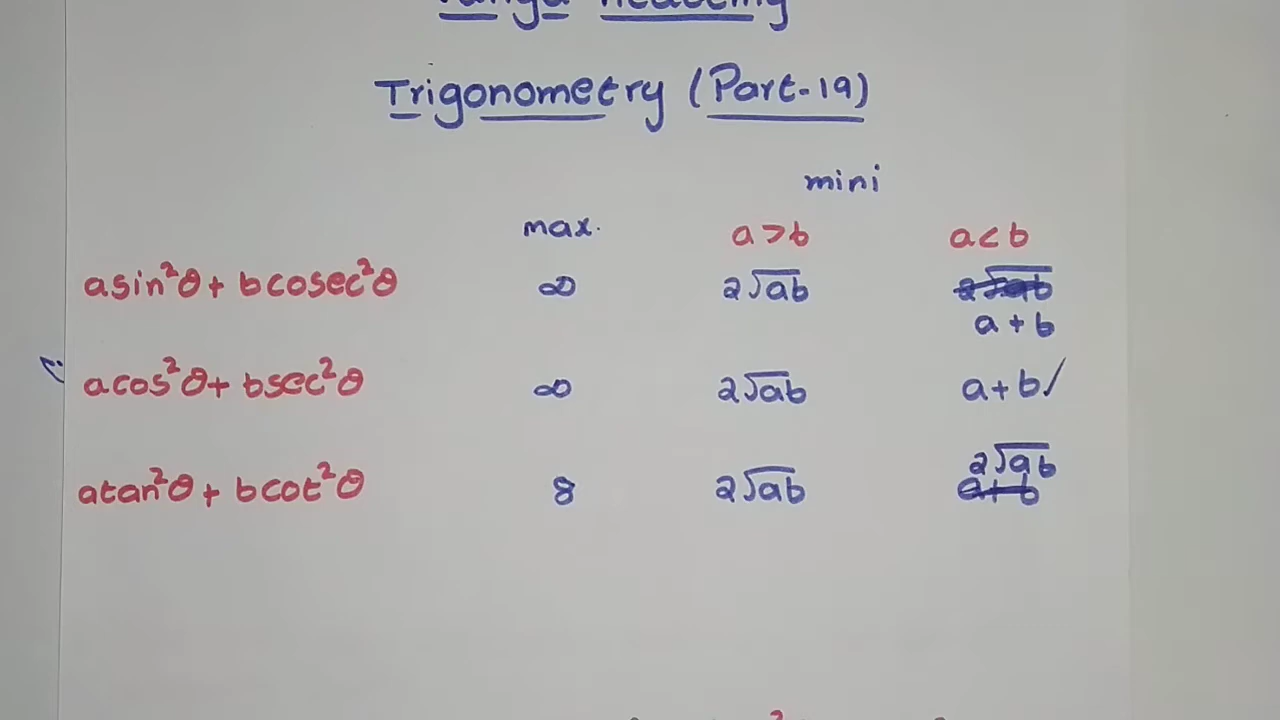 Academy
Trigonometry (Part-19)
mini
max. a>b a<b
asin²θ + bcosec²θ ∞ 2√ab 2√ab
a+b
acos²θ + bsec²θ ∞ 2√ab a+b✓
2√ab
atan²θ + bcot²θ 8 2√ab a+b